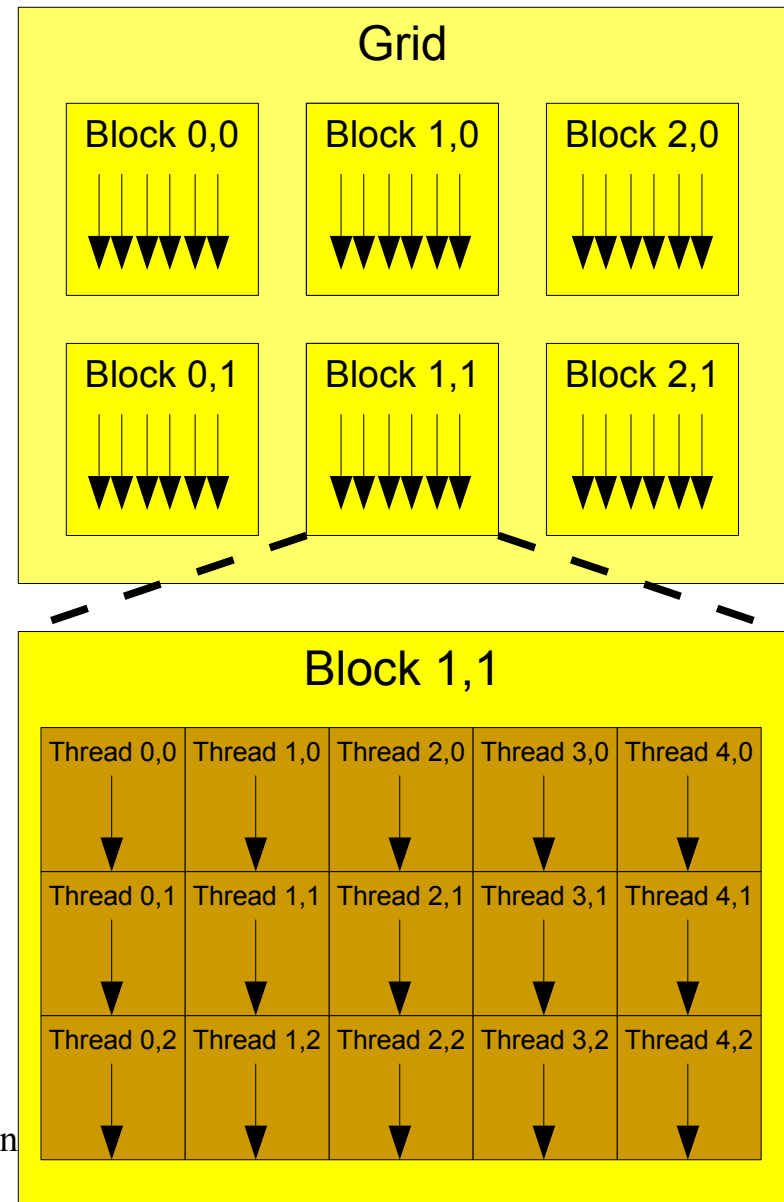 Grid
Block 0,0 Block 1,0 Block 2,0
Block 0,1 Block 1,1 Block 2,1
Block 1,1
Thread 0,0 Thread 1,0 Thread 2,0 Thread 3,0 Thread 4,0
Thread 0,1 Thread 1,1 Thread 2,1 Thread 3,1 Thread 4,1
Thread 0,2 Thread 1,2 Thread 2,2 Thread 3,2 Thread 4,2
n